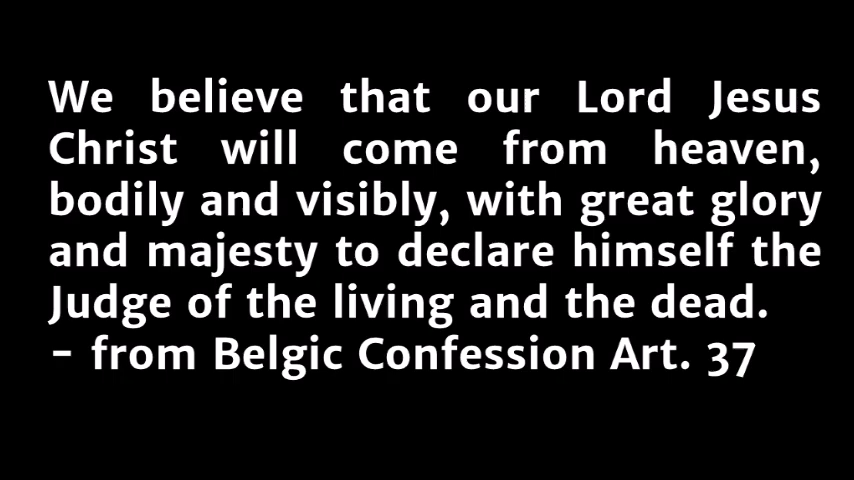 We believe that our Lord Jesus
Christ will come from heaven,
bodily and visibly, with great glory
and majesty to declare himself the
Judge of the living and the dead.
- from Belgic Confession Art. 37